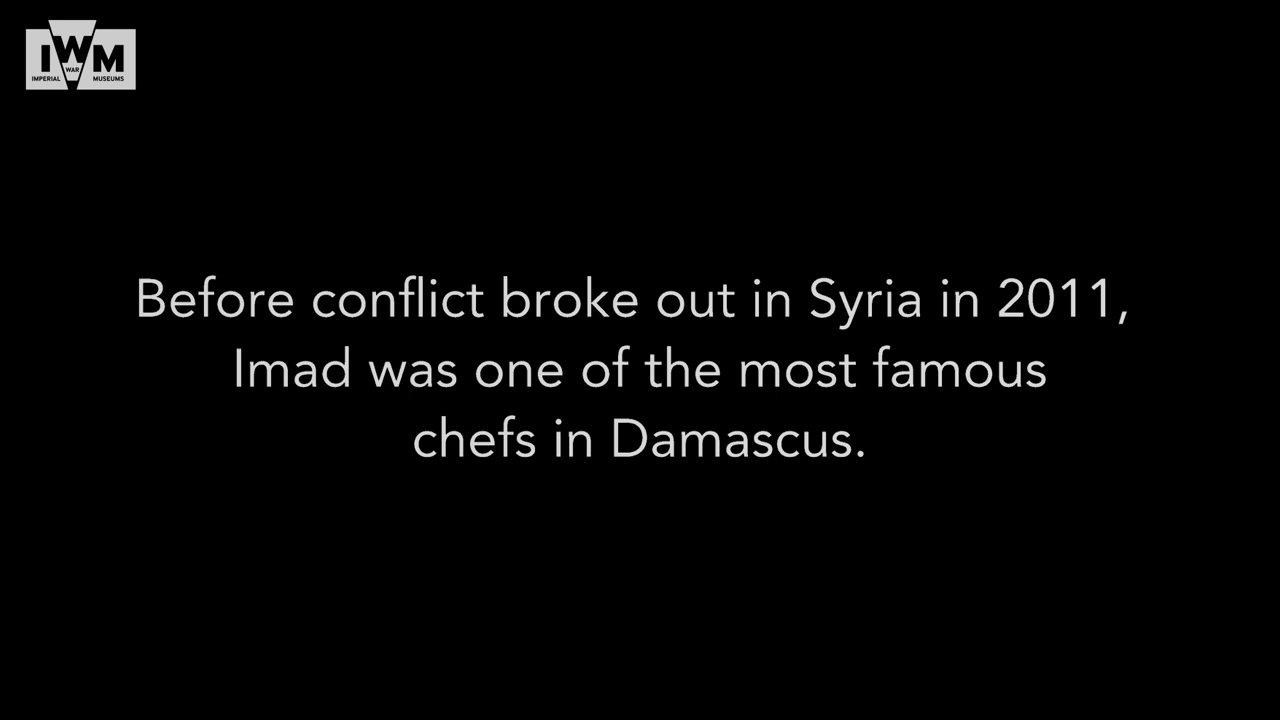 IWM
IMPERIAL WAR MUSEUMS
Before conflict broke out in Syria in 2011,
Imad was one of the most famous
chefs in Damascus.